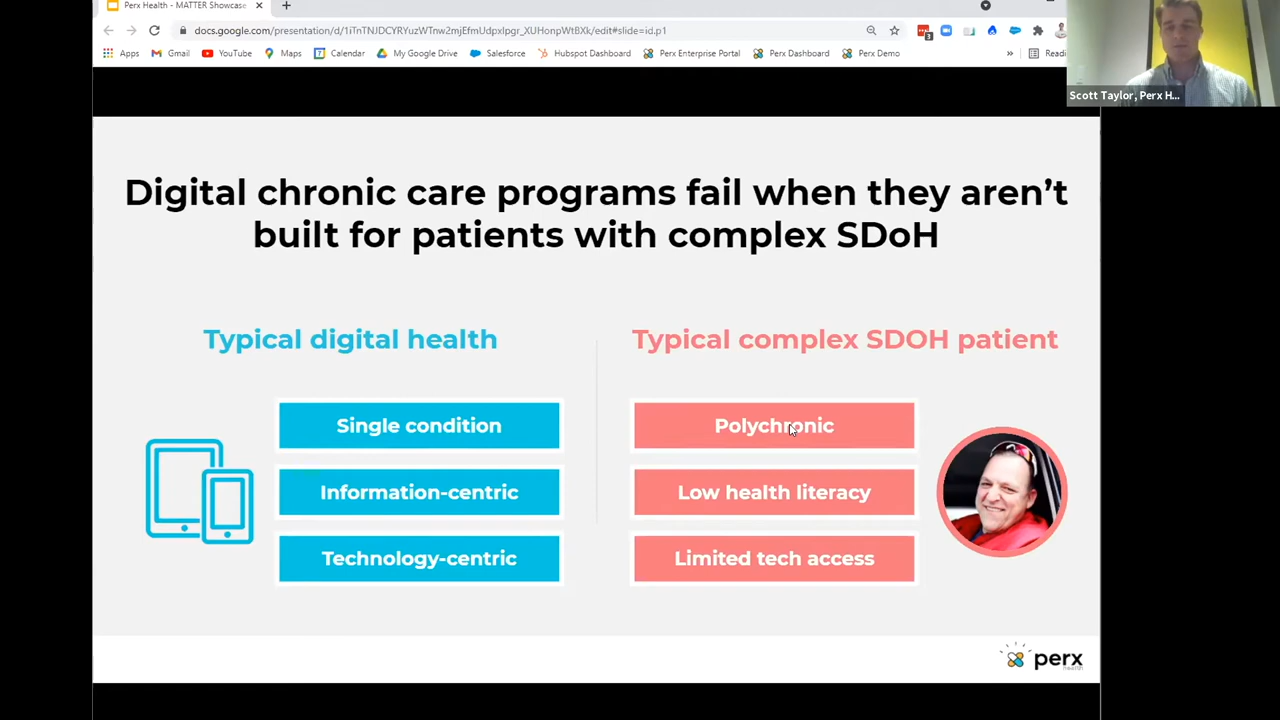 Perx Health - MATTER Showcase
docs.google.com/presentation/d/1iTnTNJDCYRYuzWTnw2mjEfmUdpxlpgr_XUHonpWtBXk/edit#slide=id.p1
3
Apps
Gmail
YouTube
Maps
Calendar
My Google Drive
Salesforce
Hubspot Dashboard
Perx Enterprise Portal
Perx Dashboard
Perx Demo
»
Readi
Scott Taylor, Perx H...
Digital chronic care programs fail when they aren't
built for patients with complex SDoH
Typical digital health
Single condition
Information-centric
Technology-centric
Typical complex SDOH patient
Polychronic
Low health literacy
Limited tech access
perx
health